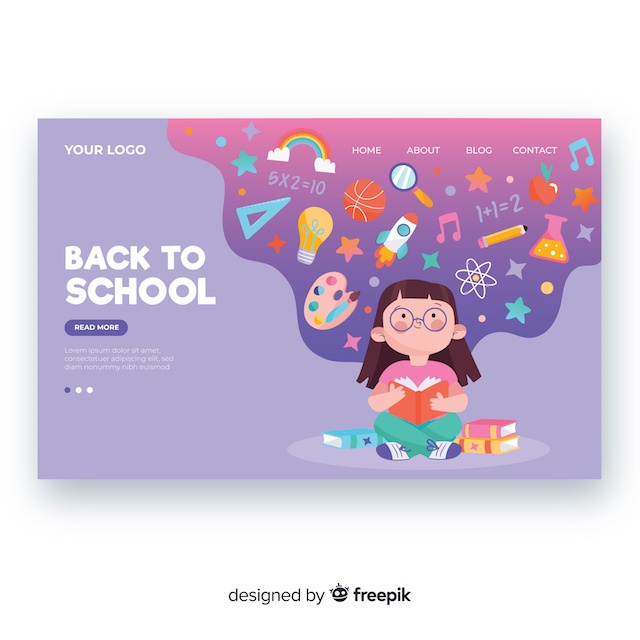 YOUR LOGO
HOME
ABOUT
BLOG
CONTACT
5X2=10
1+1=2
BACK TO
SCHOOL
READ MORE
Lorem ipsum dolor sit amet,
consectetuer adipiscing elit,
sed diam nonummy nibh
designed by freepik